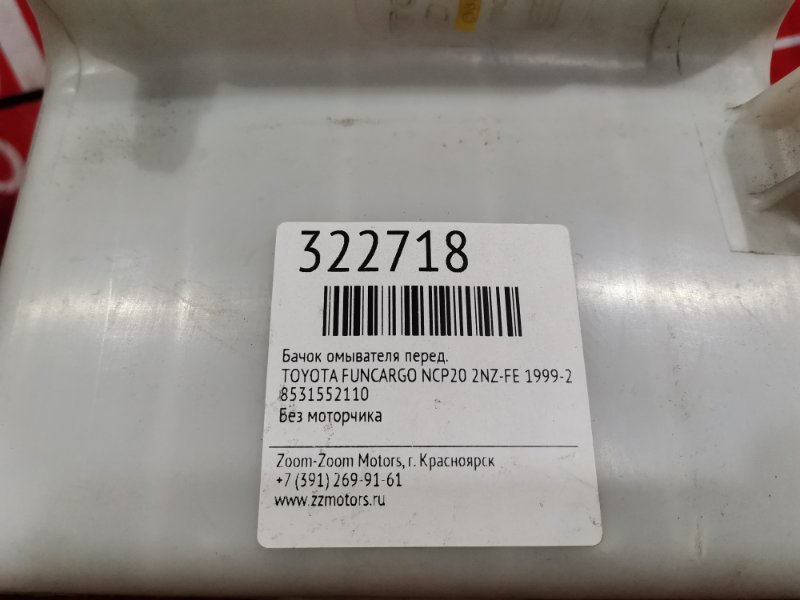 322718
Бачок омывателя перед.
TOYOTA FUNCARGO NCP20 2NZ-FE 1999-2
8531552110
Без моторчика
Zoom-Zoom Motors, г. Красноярск
+7 (391) 269-91-61
www.zzmotors.ru